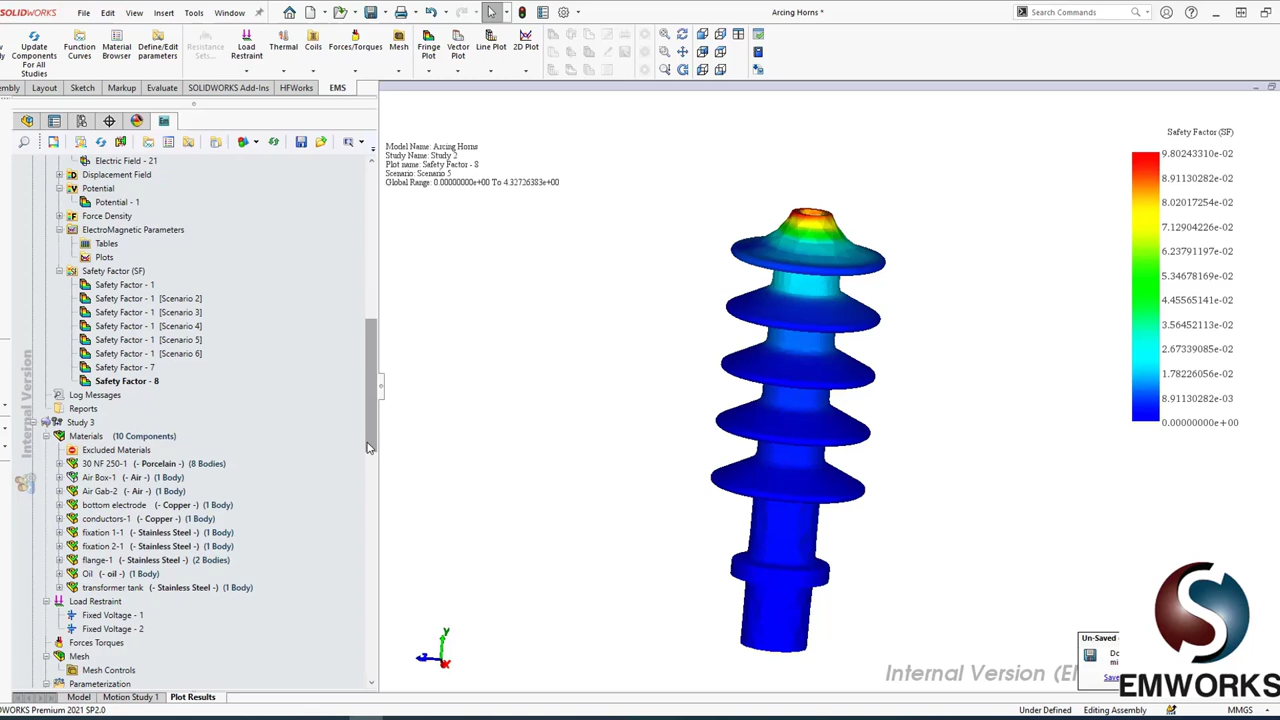 SOLIDWORKS File Edit View Insert Tools Window Arcing Horns * Search Commands
Update Components For All Studies
Function Curves
Material Browser
Define/Edit parameters
Resistance Sets...
Load Restraint
Thermal
Coils
Forces/Torques
Mesh
Fringe Plot
Vector Plot
Line Plot
2D Plot
Layout Sketch Markup Evaluate SOLIDWORKS Add-Ins HFWorks EMS
Electric Field - 21
Displacement Field
Potential
Potential - 1
Force Density
ElectroMagnetic Parameters
Tables
Plots
Safety Factor (SF)
Safety Factor - 1
Safety Factor - 1 [Scenario 2]
Safety Factor - 1 [Scenario 3]
Safety Factor - 1 [Scenario 4]
Safety Factor - 1 [Scenario 5]
Safety Factor - 1 [Scenario 6]
Safety Factor - 7
Safety Factor - 8
Log Messages
Reports
Study 3
Materials (10 Components)
Excluded Materials
30 NF 250-1 (- Porcelain -) (8 Bodies)
Air Box-1 (- Air -) (1 Body)
Air Gab-2 (- Air -) (1 Body)
bottom electrode (- Copper -) (1 Body)
conductors-1 (- Copper -) (1 Body)
fixation 1-1 (- Stainless Steel -) (1 Body)
fixation 2-1 (- Stainless Steel -) (1 Body)
flange-1 (- Stainless Steel -) (2 Bodies)
Oil (- oil -) (1 Body)
transformer tank (- Stainless Steel -) (1 Body)
Load Restraint
Fixed Voltage - 1
Fixed Voltage - 2
Forces Torques
Mesh
Mesh Controls
Parameterization
Internal Version
Model Name: Arcing Horns
Study Name: Study 2
Plot name: Safety Factor - 8
Scenario: Scenario 5
Global Range: 0.00000000e+00 To 4.32726383e+00
Safety Factor (SF)
9.80243310e-02
8.91130282e-02
8.02017254e-02
7.12904226e-02
6.23791197e-02
5.34678169e-02
4.45565141e-02
3.56452113e-02
2.67339085e-02
1.78226056e-02
8.91130282e-03
0.00000000e+00
Y
Z
X
Un-Saved
Internal Version (E
EMWORKS
Model Motion Study 1 Plot Results
WORKS Premium 2021 SP2.0 Under Defined Editing Assembly MMGS